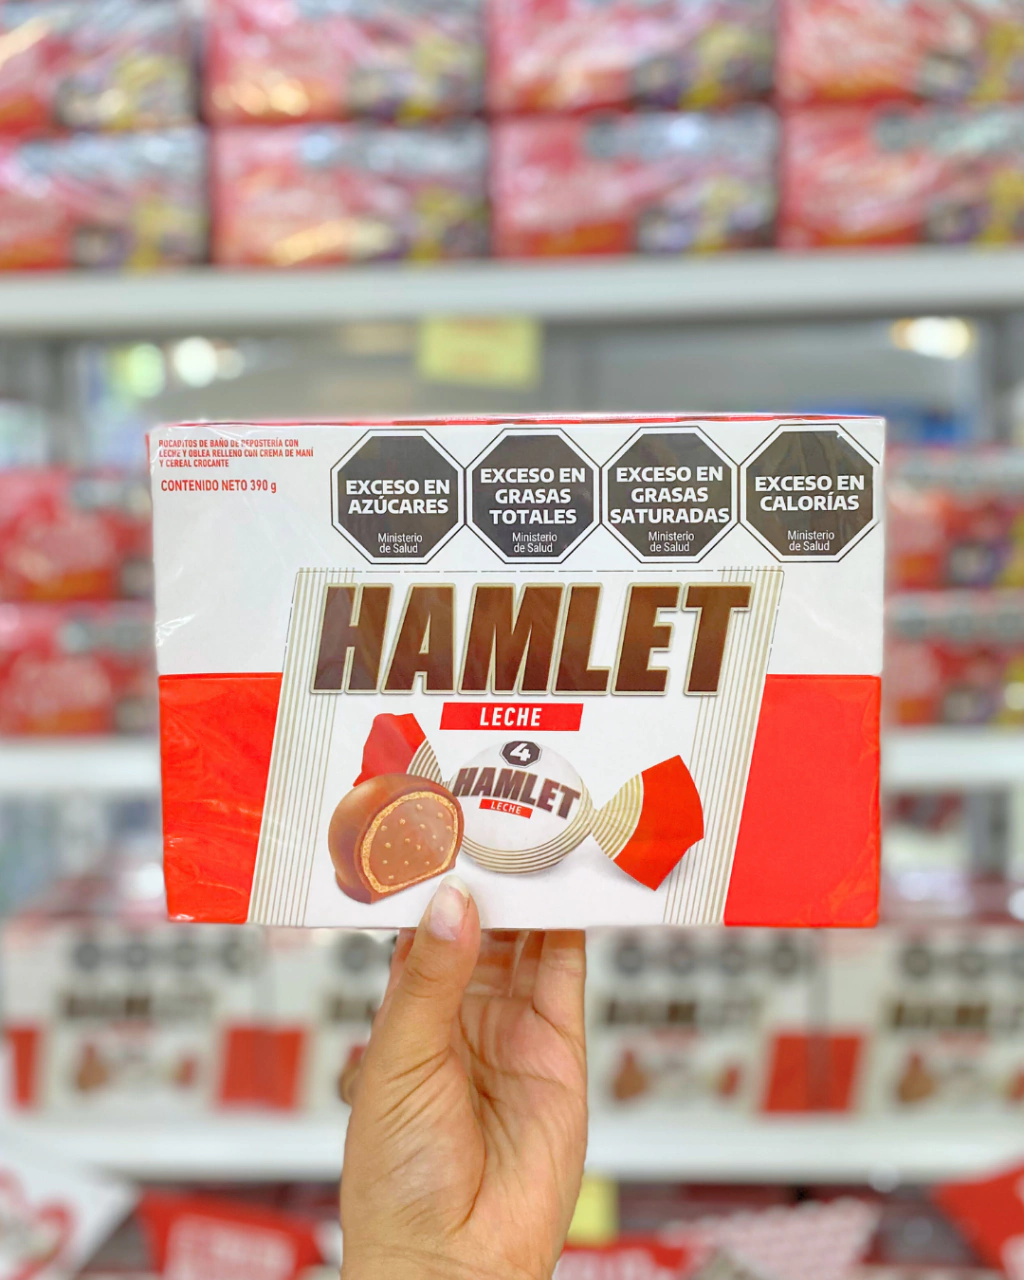 BOCADITOS DE BAÑO DE REPOSTERÍA CON
LECHE Y OBLEA RELLENO CON CREMA DE MANÍ
Y CEREAL CROCANTE
CONTENIDO NETO 390 g
EXCESO EN
AZÚCARES
Ministerio
de Salud
EXCESO EN
GRASAS
TOTALES
Ministerio
de Salud
EXCESO EN
GRASAS
SATURADAS
Ministerio
de Salud
EXCESO EN
CALORÍAS
Ministerio
de Salud
HAMLET
LECHE
4
HAMLET
LECHE